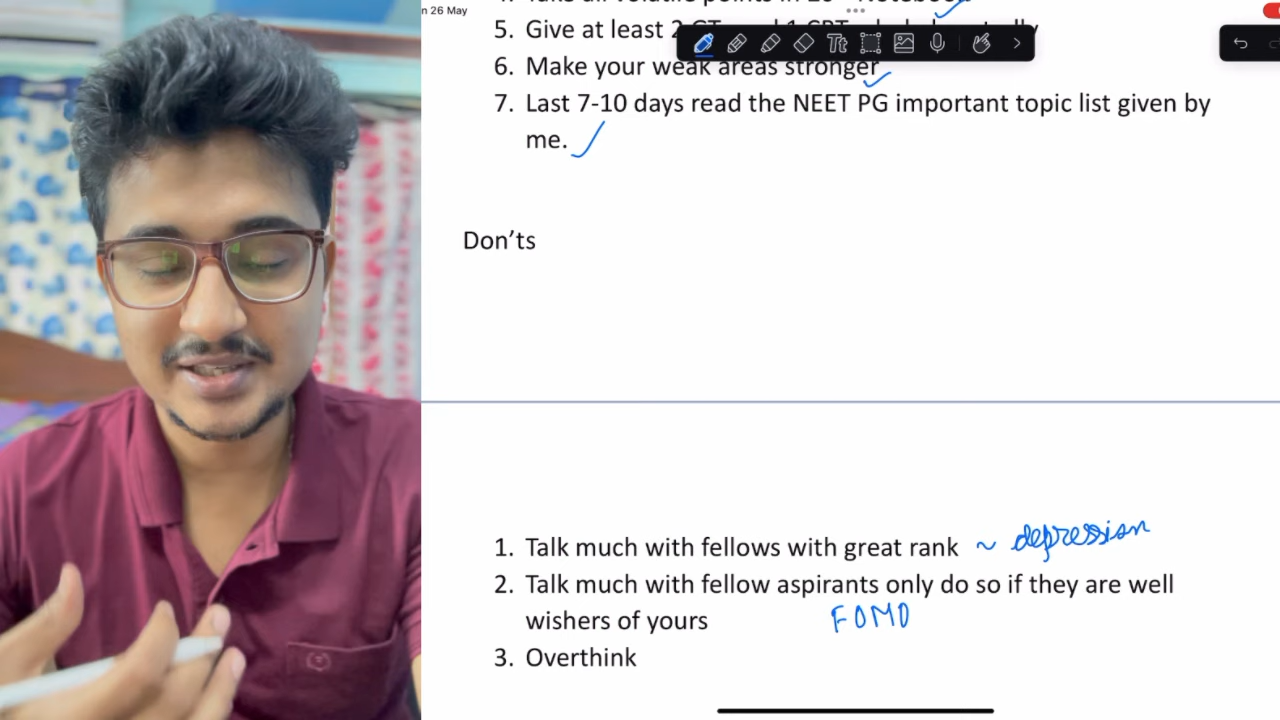 n 26 May
5. Give at least 2
6. Make your weak areas stronger
7. Last 7-10 days read the NEET PG important topic list given by
me.
Don'ts
1. Talk much with fellows with great rank ~ depression
2. Talk much with fellow aspirants only do so if they are well
wishers of yours FOMO
3. Overthink